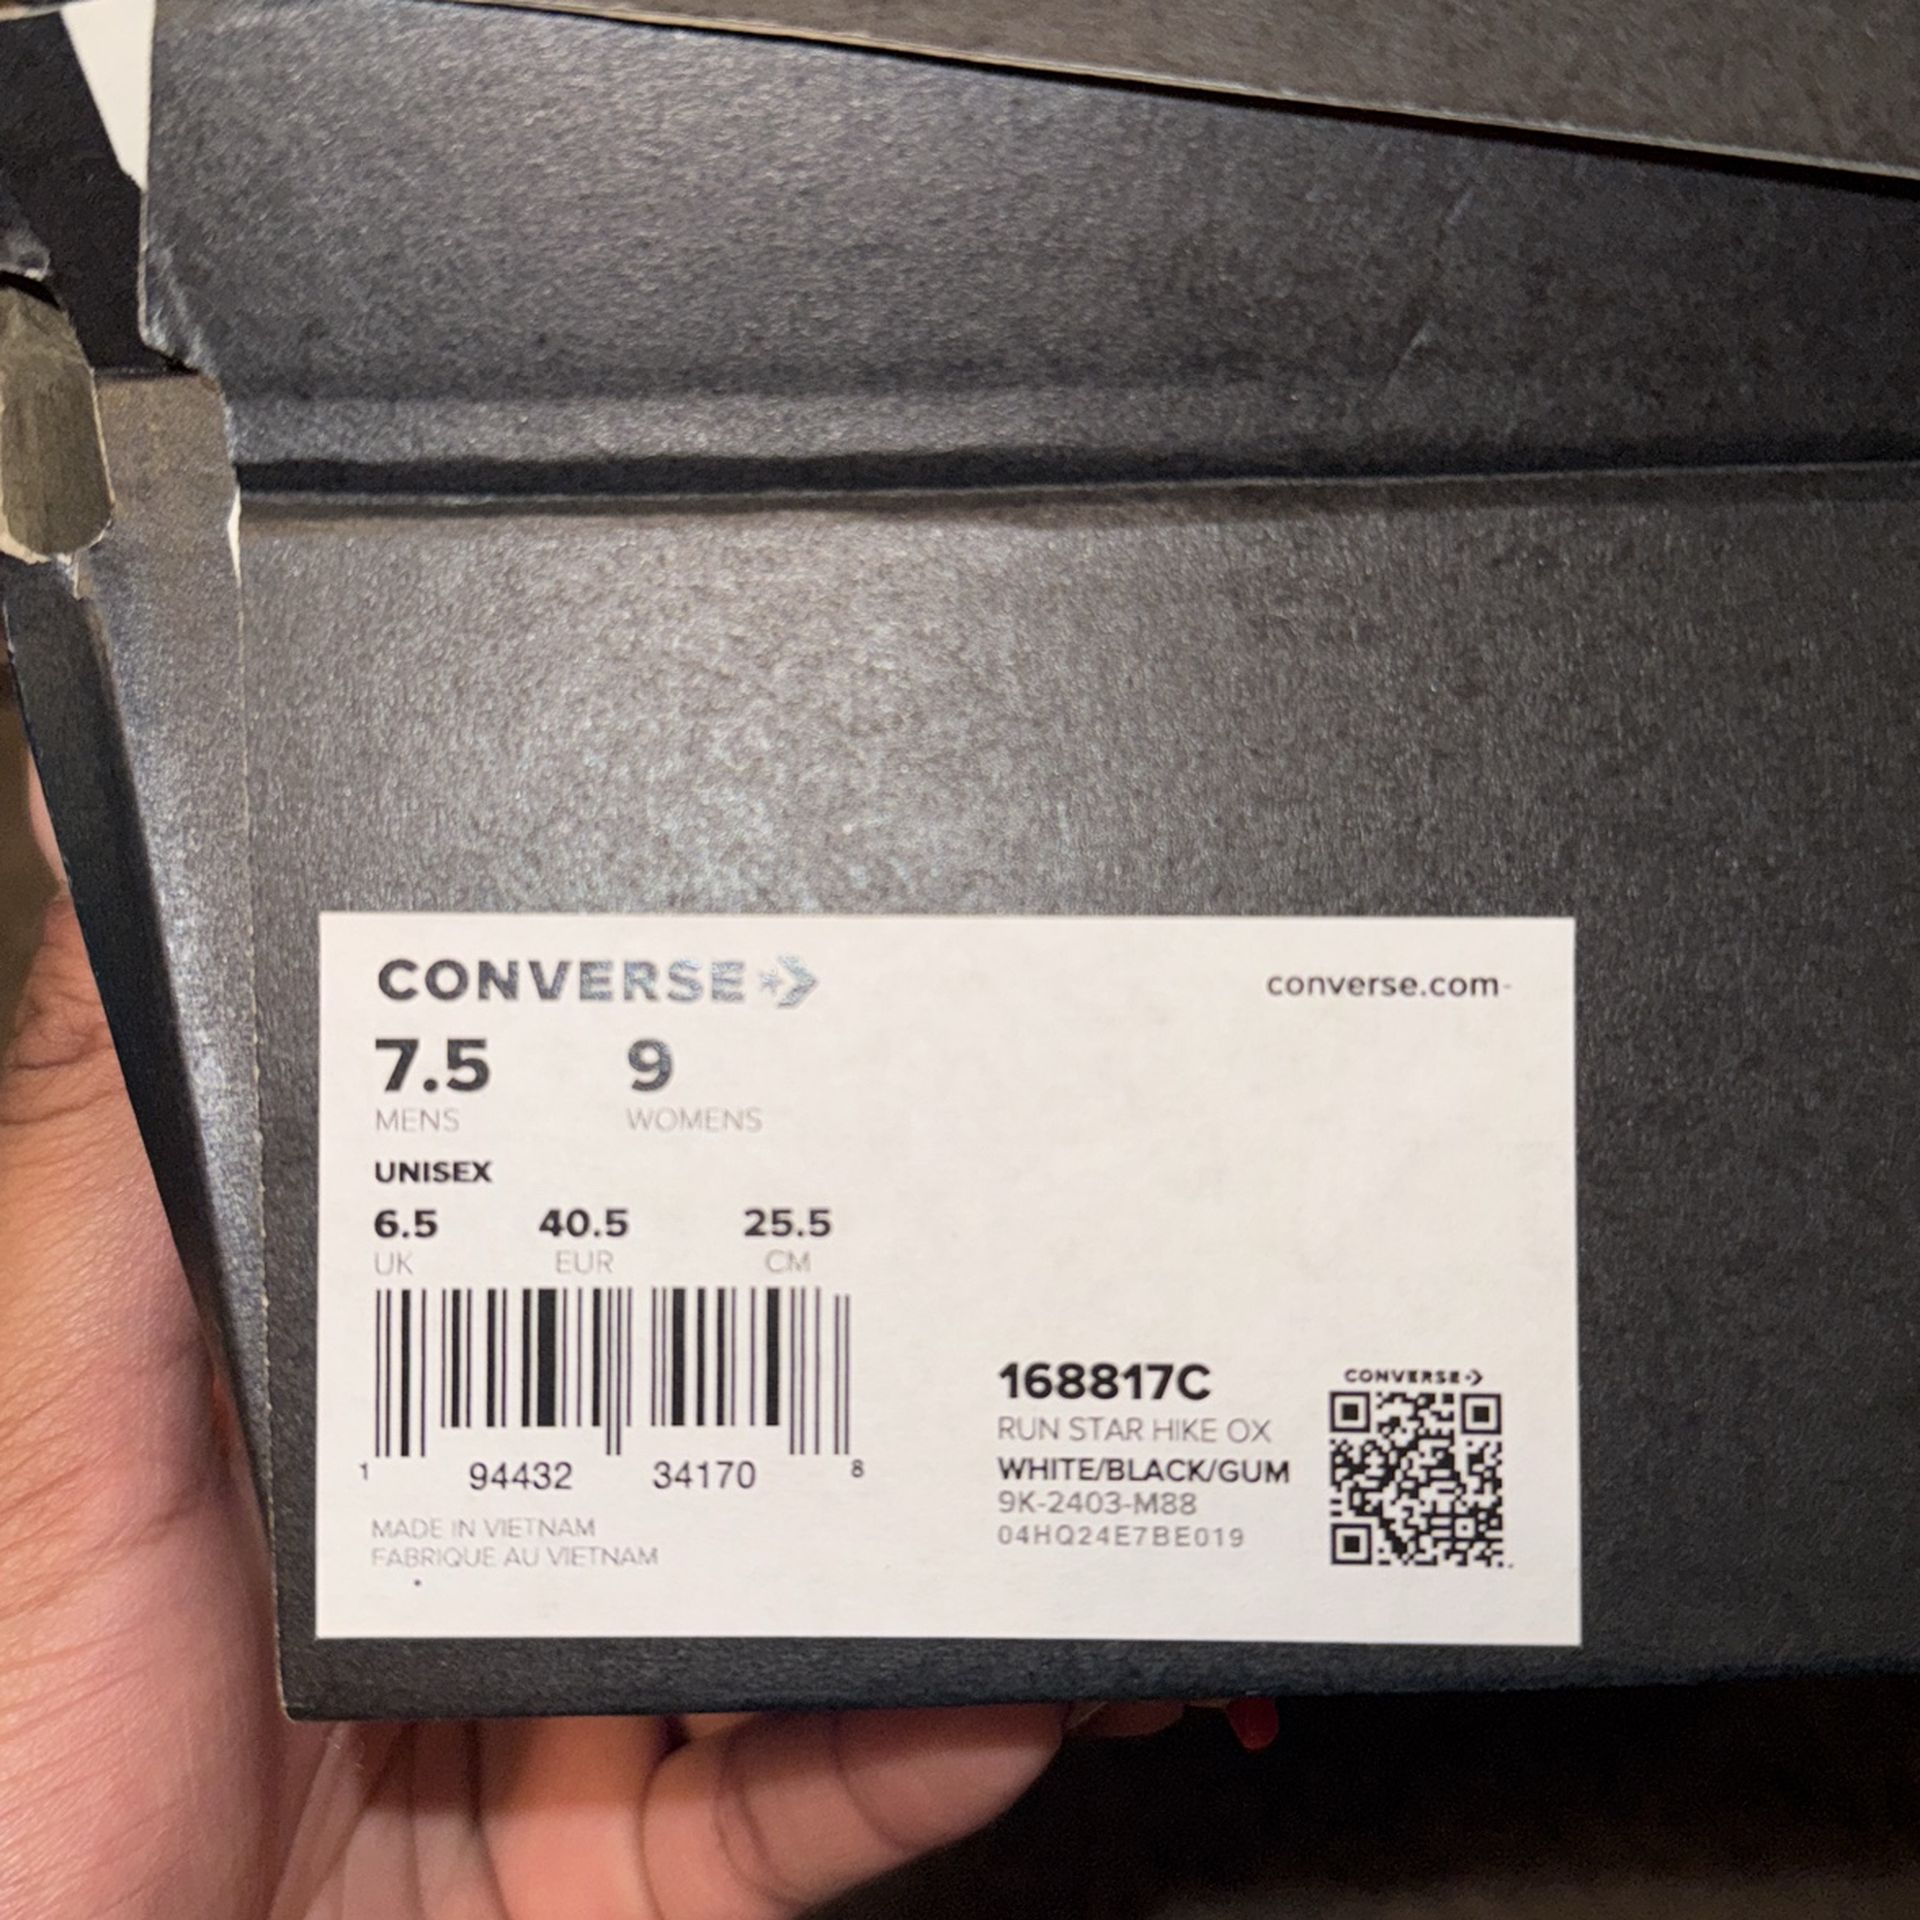 CONVERSE
converse.com
7.5 9
MENS WOMENS
UNISEX
6.5 40.5 25.5
UK EUR CM
1 94432 34170 8
MADE IN VIETNAM
FABRIQUE AU VIETNAM
168817C
RUN STAR HIKE OX
WHITE/BLACK/GUM
9K-2403-M88
04HQ24E7BE019
CONVERSE